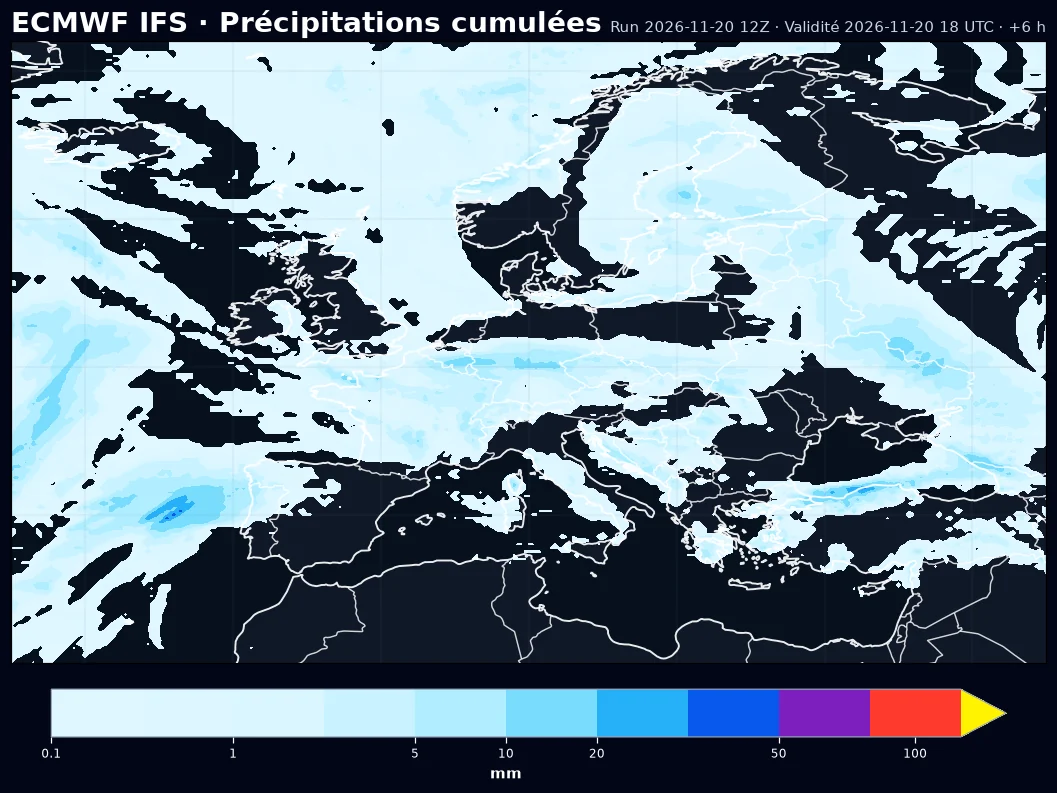 ECMWF IFS · Précipitations cumulées Run 2026-11-20 12Z · Validité 2026-11-20 18 UTC · +6 h
0.1 1 5 10 20 50 100
mm